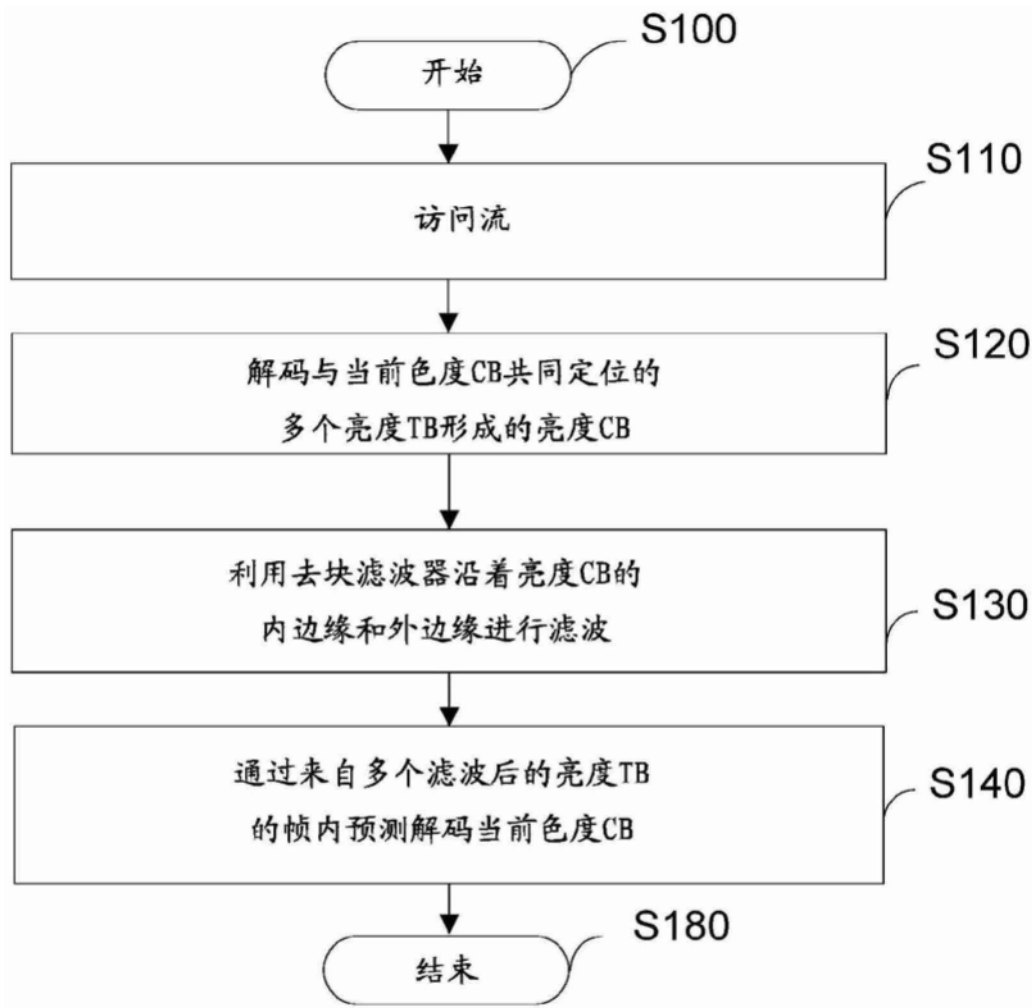 开始
S100
访问流
S110
解码与当前色度CB共同定位的
多个亮度TB形成的亮度CB
S120
利用去块滤波器沿着亮度CB的
内边缘和外边缘进行滤波
S130
通过来自多个滤波后的亮度TB
的帧内预测解码当前色度CB
S140
结束
S180